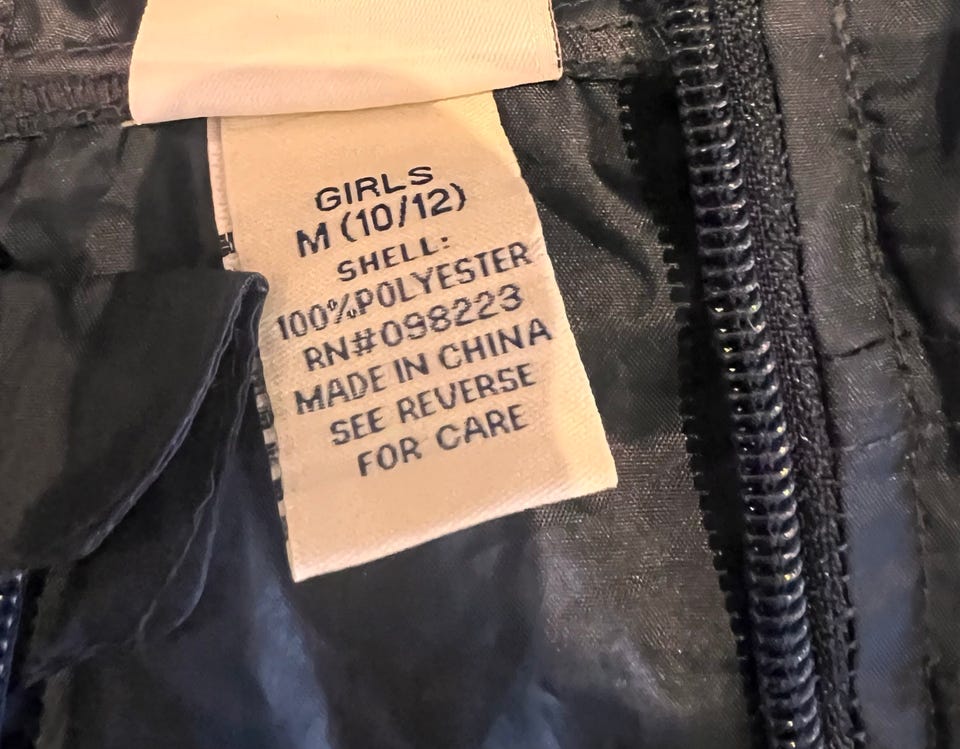 GIRLS
M (10/12)
SHELL:
100%POLYESTER
RN#098223
MADE IN CHINA
SEE REVERSE
FOR CARE